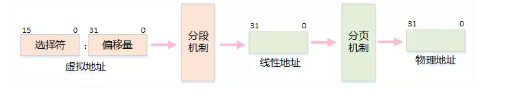 15 0 31 0
选择符 : 偏移量
虚拟地址
分段
机制
31 0
线性地址
分页
机制
31 0
物理地址